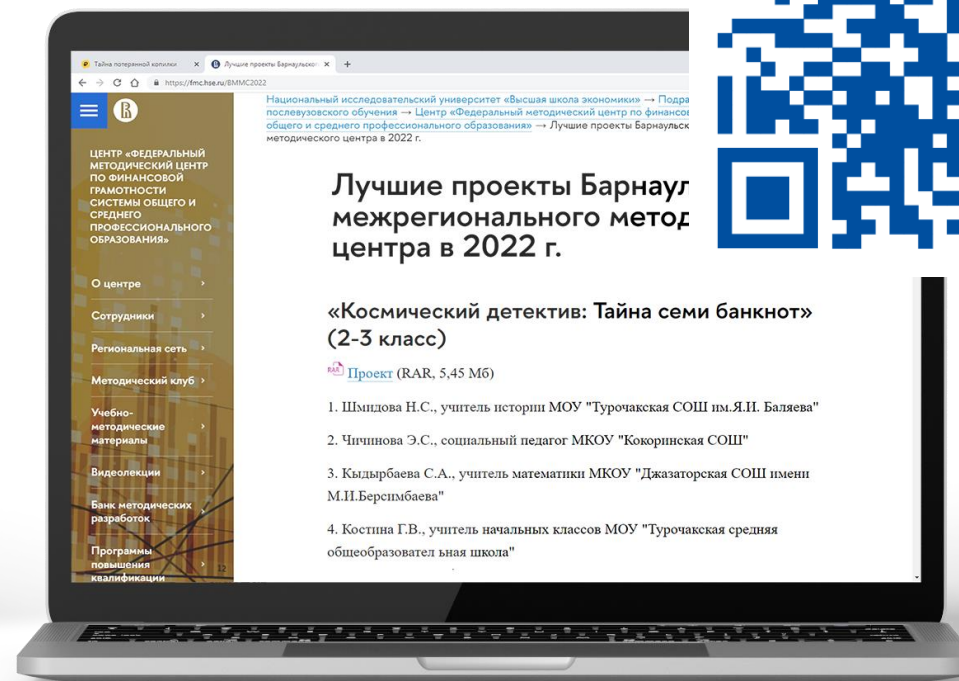 Тайна потерянной копилки
Лучшие проекты Барнаульског
https://fmc.hse.ru/BMMC2022
Национальный исследовательский университет «Высшая школа экономики» → Подра
послевузовского обучения → Центр «Федеральный методический центр по финансов
общего и среднего профессионального образования» → Лучшие проекты Барнаульск
методического центра в 2022 г.
ЦЕНТР «ФЕДЕРАЛЬНЫЙ
МЕТОДИЧЕСКИЙ ЦЕНТР
ПО ФИНАНСОВОЙ
ГРАМОТНОСТИ
СИСТЕМЫ ОБЩЕГО И
СРЕДНЕГО
ПРОФЕССИОНАЛЬНОГО
ОБРАЗОВАНИЯ»
О центре
Сотрудники
Региональная сеть
Методический клуб
Учебно-
методические
материалы
Видеолекции
Банк методических
разработок
Программы
повышения
квалификации
12
Лучшие проекты Барнаул
межрегионального метод
центра в 2022 г.
«Космический детектив: Тайна семи банкнот»
(2-3 класс)
RAR Проект (RAR, 5,45 Мб)
1. Шмидова Н.С., учитель истории МОУ "Турочакская СОШ им.Я.И. Баляева"
2. Чичинова Э.С., социальный педагог МКОУ "Кокоринская СОШ"
3. Кыдырбаева С.А., учитель математики МКОУ "Джазаторская СОШ имени
М.И.Берсимбаева"
4. Костина Г.В., учитель начальных классов МОУ "Турочакская средняя
общеобразовател ьная школа"